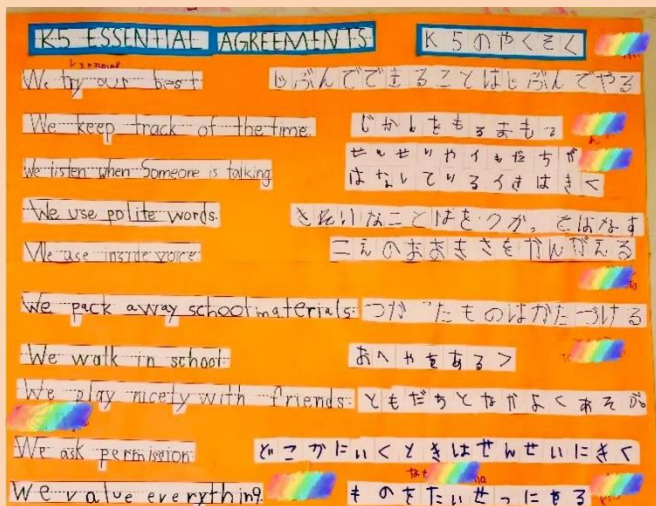 K5 ESSENTIAL AGREEMENTS K5のやくそく
We try our best じぶんでできることはじぶんでやる
We keep track of the time. じかんをもるまもる
We listen when Someone is talking せんせいやともだちが
はなしているときはきく
We use polite words. きれいなことばをつか。てはなす
We use inside voice こえのおおきさをかんがえる
We pack away school materials. つかったものはかたづける
We walk in school おへやをあるく
We play nicely with friends. ともだちとなかよくあそぶ
We ask permission どこかにいくときはせんせいにきく
We value everything. ものをたいせつにする